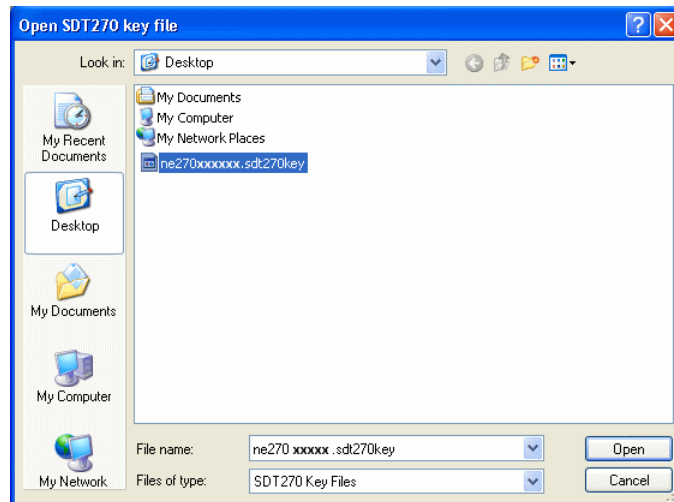 Open SDT270 key file
Look in: Desktop
My Recent
Documents
Desktop
My Documents
My Computer
My Network
My Documents
My Computer
My Network Places
ne270xxxxxx.sdt270key
File name: ne270 xxxxx .sdt270key Open
Files of type: SDT270 Key Files Cancel